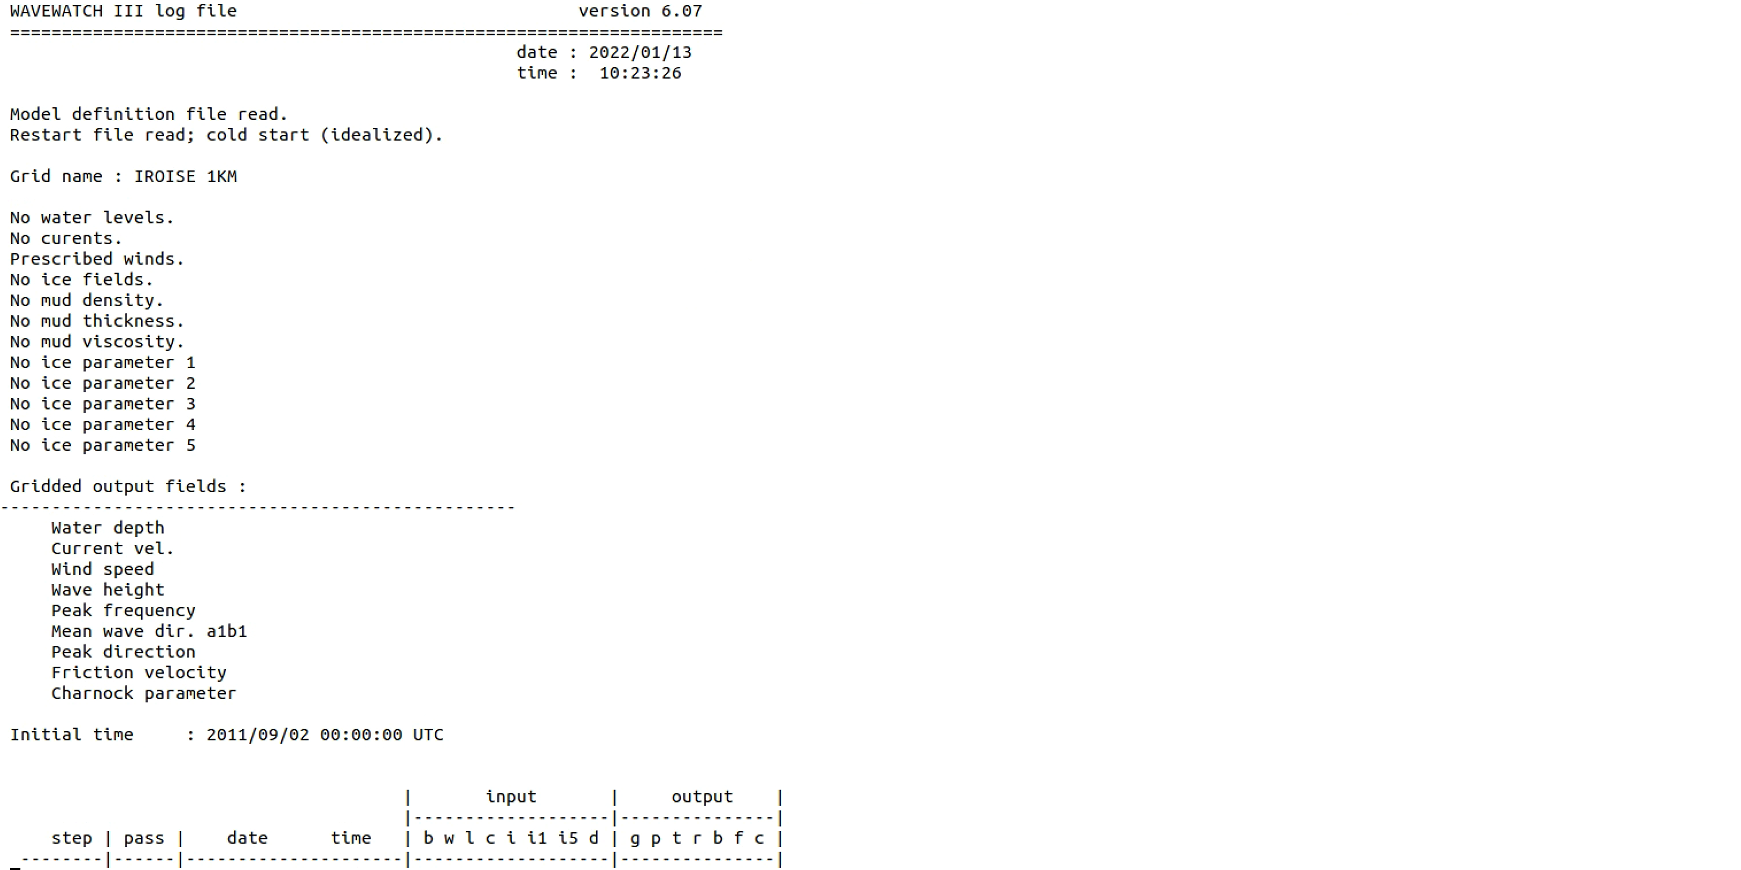 WAVEWATCH III log file                                 version 6.07
=====================================================================
                                                 date : 2022/01/13
                                                 time :  10:23:26

Model definition file read.
Restart file read; cold start (idealized).

Grid name : IROISE 1KM

No water levels.
No curents.
Prescribed winds.
No ice fields.
No mud density.
No mud thickness.
No mud viscosity.
No ice parameter 1
No ice parameter 2
No ice parameter 3
No ice parameter 4
No ice parameter 5

Gridded output fields :
--------------------------------------------------
    Water depth
    Current vel.
    Wind speed
    Wave height
    Peak frequency
    Mean wave dir. a1b1
    Peak direction
    Friction velocity
    Charnock parameter

Initial time     : 2011/09/02 00:00:00 UTC

                                      |       input       |     output    |
                                      |-------------------|---------------|
    step | pass |    date      time   | b w l c i i1 i5 d | g p t r b f c |
 --------|------|---------------------|-------------------|---------------|